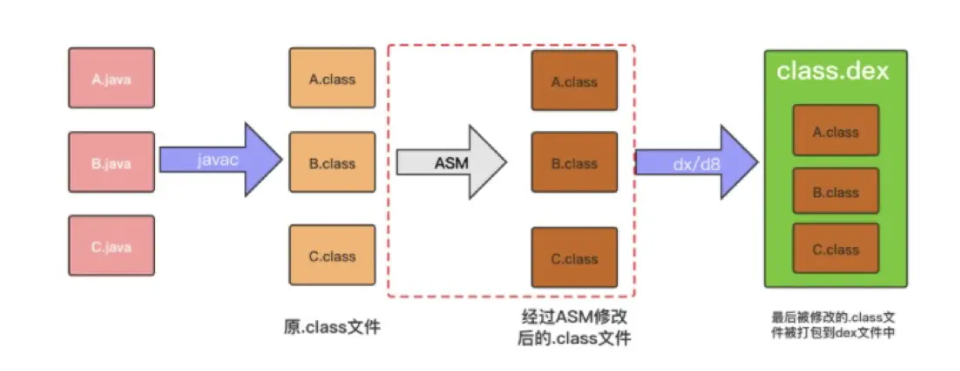 A.java
B.java
C.java
javac
A.class
B.class
C.class
原.class文件
ASM
A.class
B.class
C.class
经过ASM修改
后的.class文件
dx/d8
class.dex
A.class
B.class
C.class
最后被修改的.class文
件被打包到dex文件中